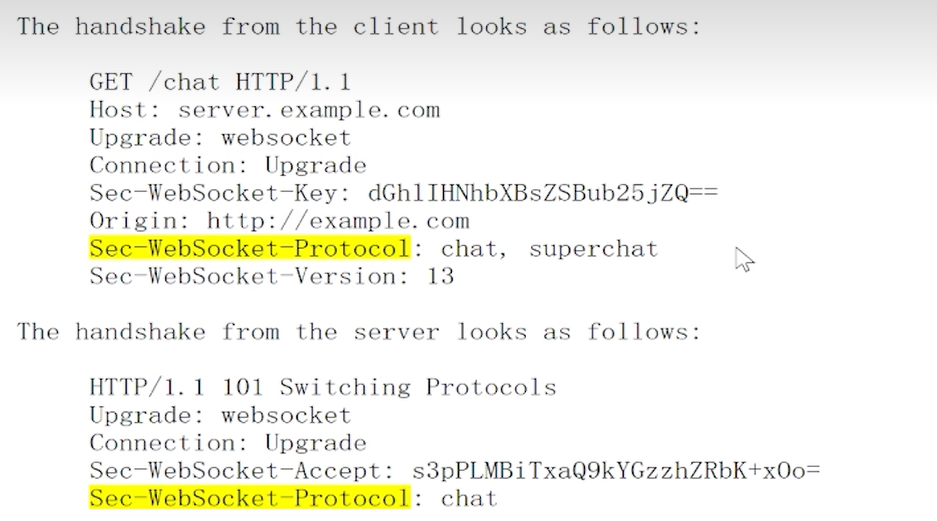 The handshake from the client looks as follows:
GET /chat HTTP/1.1
Host: server.example.com
Upgrade: websocket
Connection: Upgrade
Sec-WebSocket-Key: dGhlIHNhbXBsZSBub25jZQ==
Origin: http://example.com
Sec-WebSocket-Protocol: chat, superchat
Sec-WebSocket-Version: 13
The handshake from the server looks as follows:
HTTP/1.1 101 Switching Protocols
Upgrade: websocket
Connection: Upgrade
Sec-WebSocket-Accept: s3pPLMBiTxaQ9kYGzzhZRbK+xOo=
Sec-WebSocket-Protocol: chat